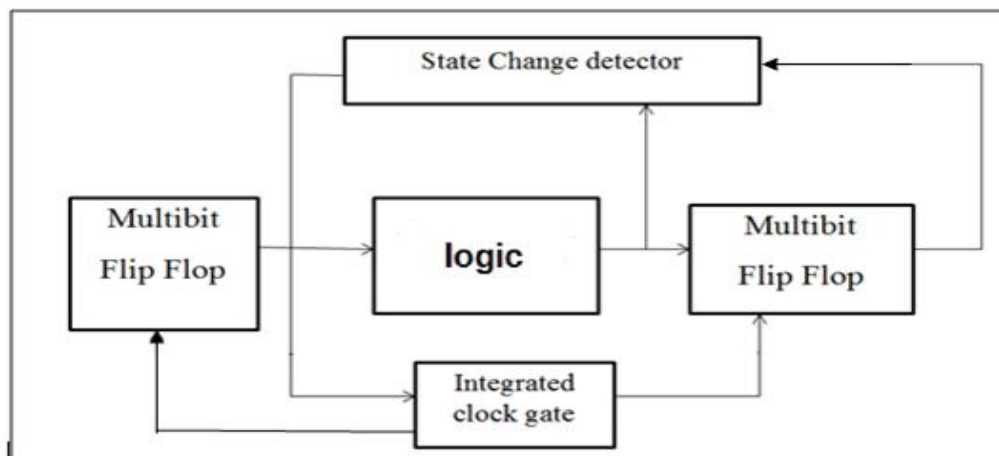 State Change detector
Multibit
Flip Flop
logic
Multibit
Flip Flop
Integrated
clock gate